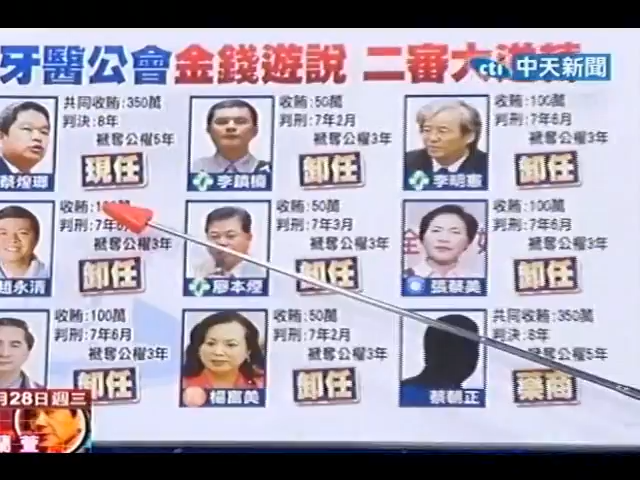 牙醫公會金錢遊說 二審大逆轉
cti 中天新聞
共同收賄:350萬
判決:8年
褫奪公權5年
現任
蔡煌瑯
收賄:50萬
判刑:7年2月
褫奪公權3年
卸任
李鎮楠
收賄:100萬
判刑:7年6月
褫奪公權3年
卸任
李明憲
收賄:100萬
判刑:7年6月
褫奪公權3年
卸任
趙永清
收賄:50萬
判刑:7年3月
褫奪公權3年
卸任
廖本煙
收賄:100萬
判刑:7年6月
褫奪公權3年
卸任
張蔡美
收賄:100萬
判刑:7年6月
褫奪公權3年
卸任
收賄:50萬
判刑:7年2月
褫奪公權3年
卸任
楊富美
共同收賄:350萬
判決:8年
褫奪公權5年
藥商
蔡朝正
月28日週三
蘭萱